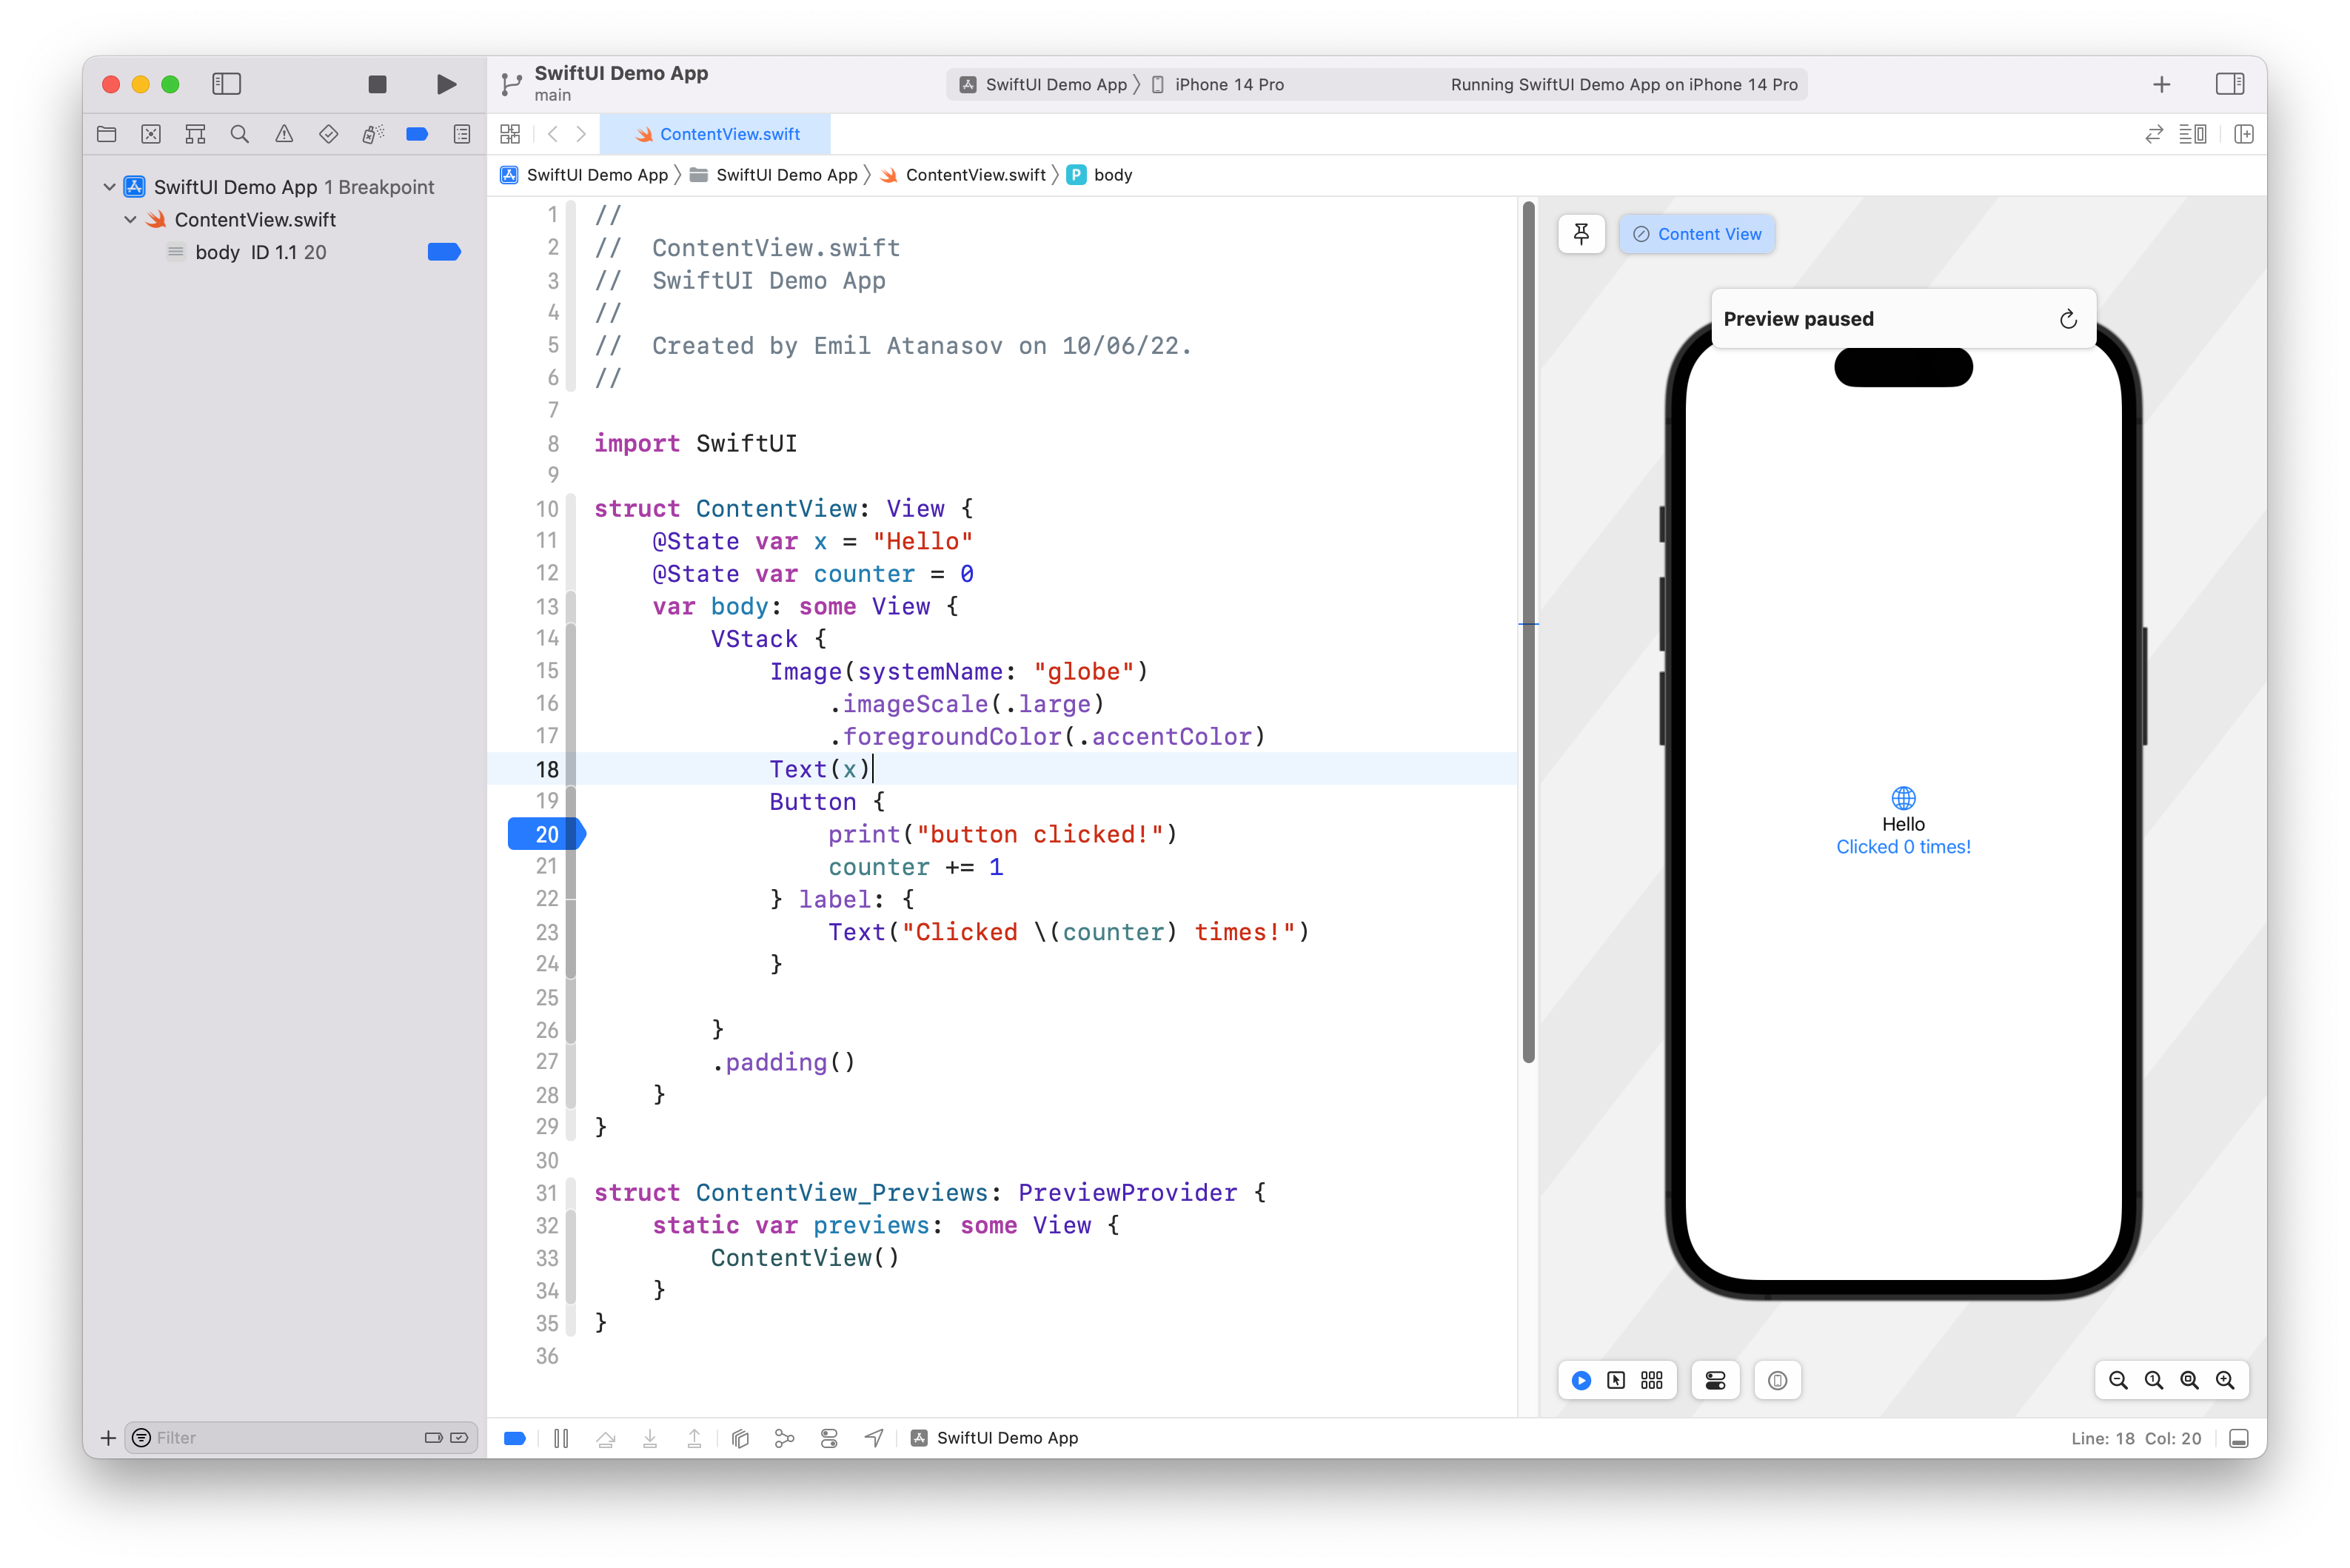 SwiftUI Demo App
main
SwiftUI Demo App
iPhone 14 Pro
Running SwiftUI Demo App on iPhone 14 Pro
ContentView.swift
SwiftUI Demo App 1 Breakpoint
ContentView.swift
body ID 1.1 20
SwiftUI Demo App
SwiftUI Demo App
ContentView.swift
P body
1 //
2 //  ContentView.swift
3 //  SwiftUI Demo App
4 //
5 //  Created by Emil Atanasov on 10/06/22.
6 //
7
8 import SwiftUI
9
10 struct ContentView: View {
11     @State var x = "Hello"
12     @State var counter = 0
13     var body: some View {
14         VStack {
15             Image(systemName: "globe")
16                 .imageScale(.large)
17                 .foregroundColor(.accentColor)
18             Text(x)
19             Button {
20                 print("button clicked!")
21                 counter += 1
22             } label: {
23                 Text("Clicked \(counter) times!")
24             }
25
26         }
27         .padding()
28     }
29 }
30
31 struct ContentView_Previews: PreviewProvider {
32     static var previews: some View {
33         ContentView()
34     }
35 }
36
Content View
Preview paused
Hello
Clicked 0 times!
Filter
SwiftUI Demo App
Line: 18 Col: 20